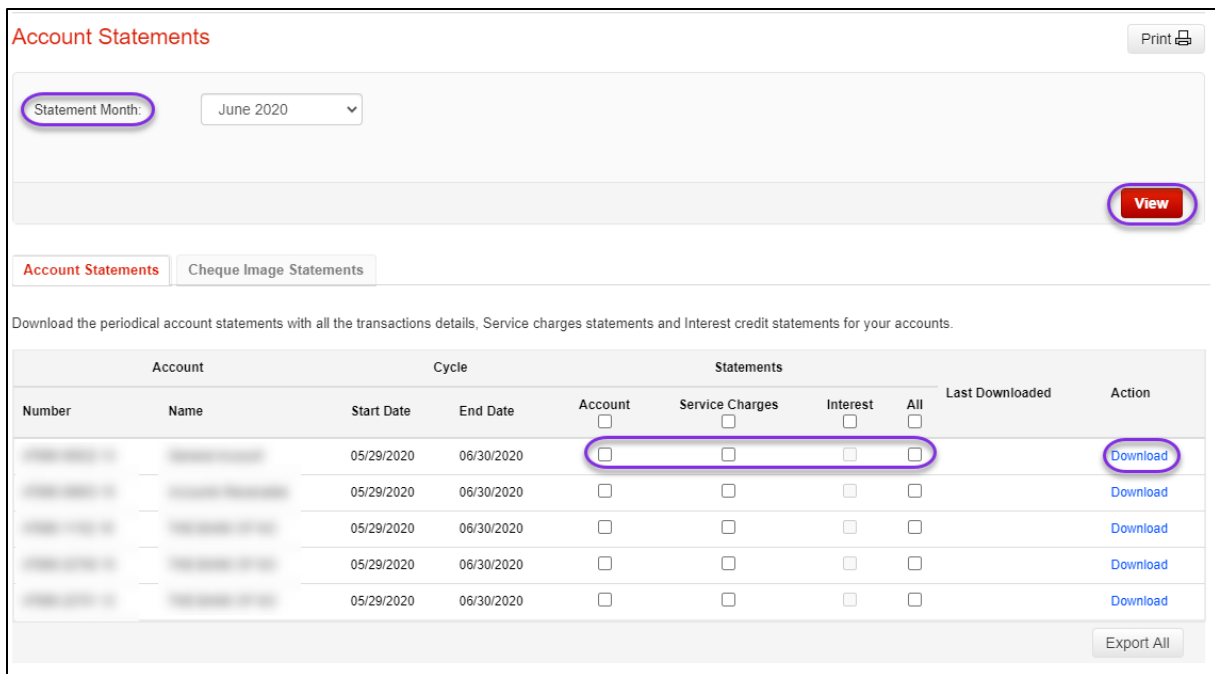 Account Statements
Print
Statement Month: June 2020
View
Account Statements Cheque Image Statements
Download the periodical account statements with all the transactions details, Service charges statements and Interest credit statements for your accounts.
Account Cycle Statements
Last Downloaded Action
Number Name Start Date End Date Account Service Charges Interest All
05/29/2020 06/30/2020 Download
05/29/2020 06/30/2020 Download
05/29/2020 06/30/2020 Download
05/29/2020 06/30/2020 Download
05/29/2020 06/30/2020 Download
Export All